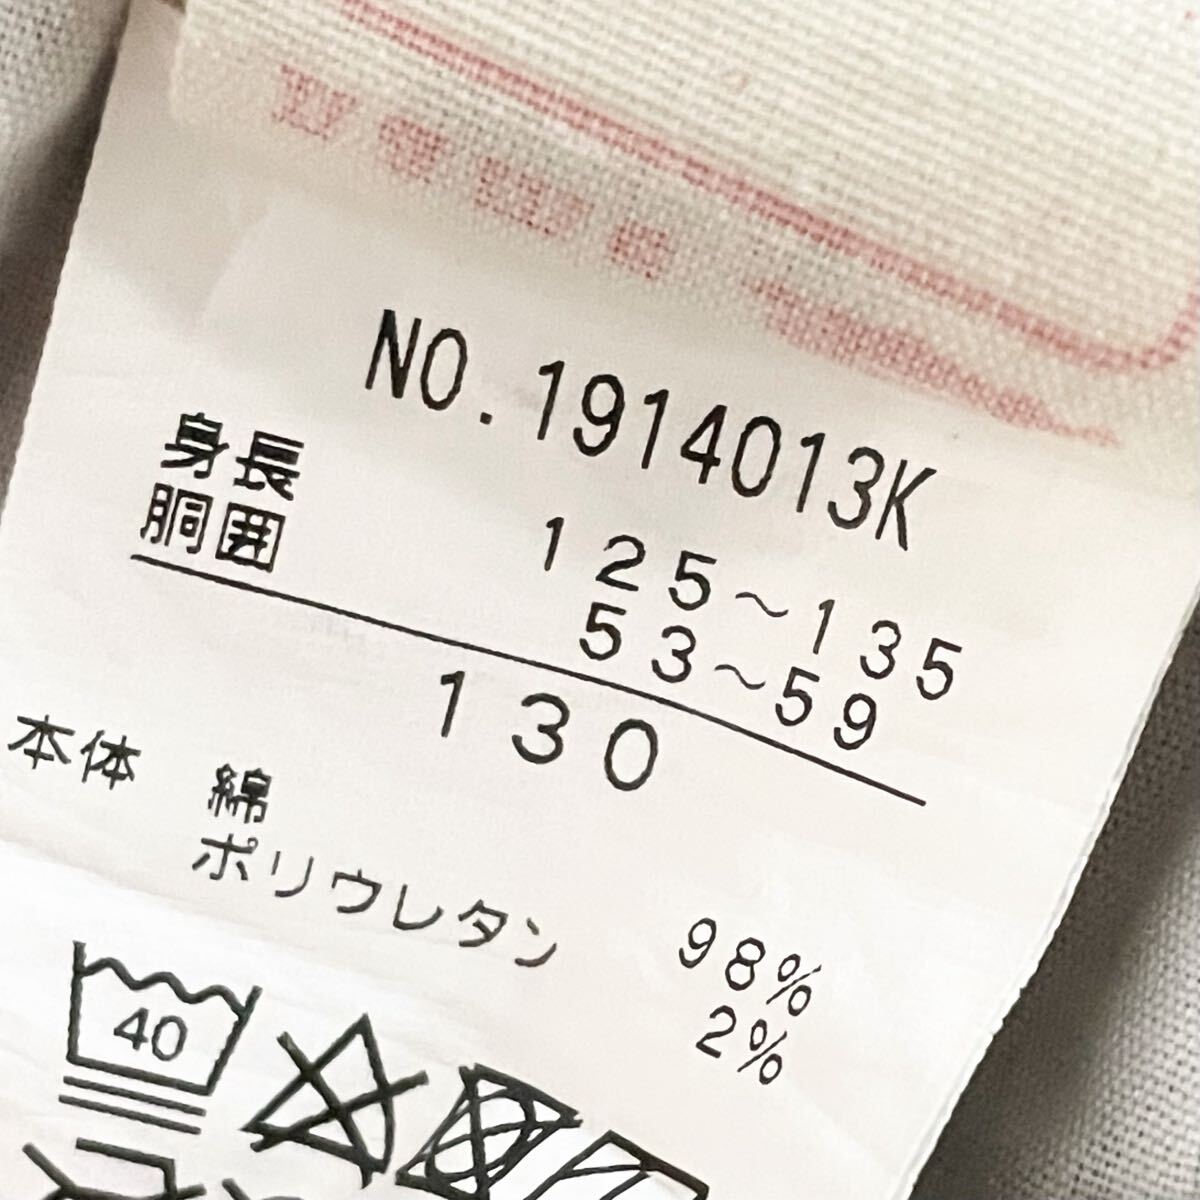 NO.1914013K
身長 125～135
胴囲 53～59
130
本体 綿 98%
ポリウレタン 2%
40